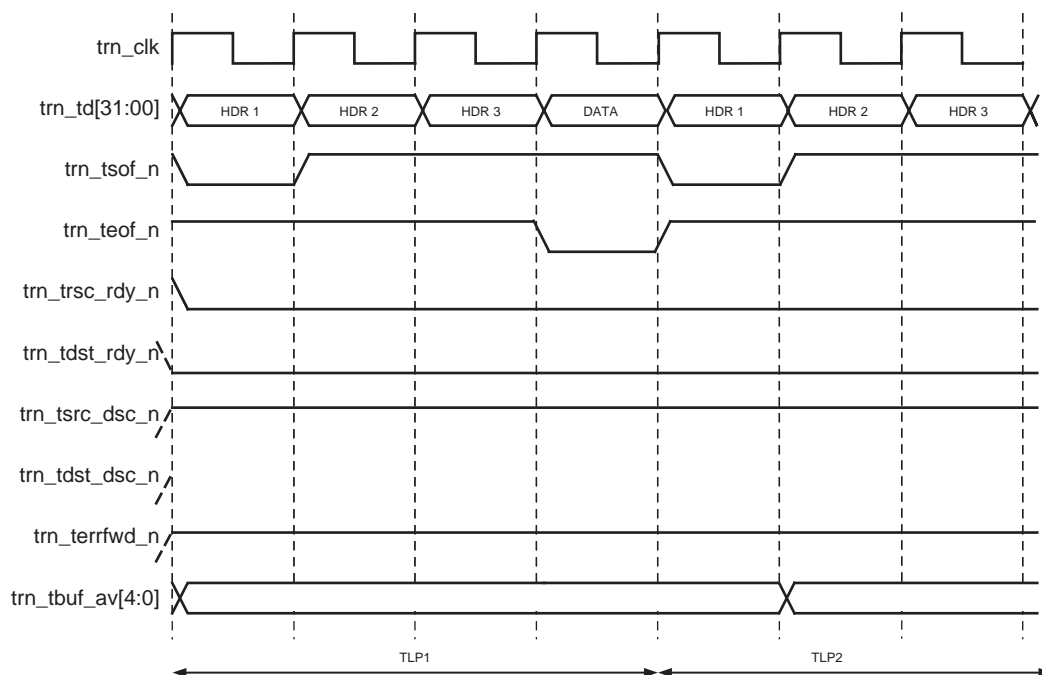 trn_clk
trn_td[31:00]
HDR 1 HDR 2 HDR 3 DATA HDR 1 HDR 2 HDR 3
trn_tsof_n
trn_teof_n
trn_trsc_rdy_n
trn_tdst_rdy_n
trn_tsrc_dsc_n
trn_tdst_dsc_n
trn_terrfwd_n
trn_tbuf_av[4:0]
TLP1 TLP2